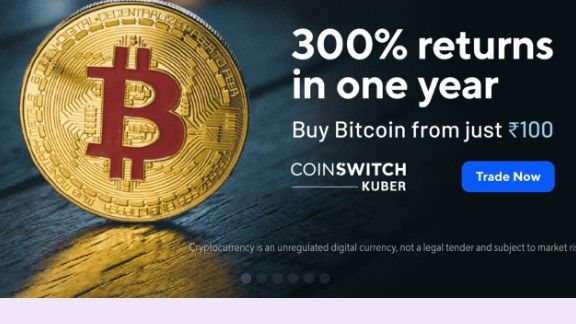 300% returns
in one year
Buy Bitcoin from just ₹100
COINSWITCH
KUBER
Trade Now
Cryptocurrency is an unregulated digital currency, not a legal tender and subject to market